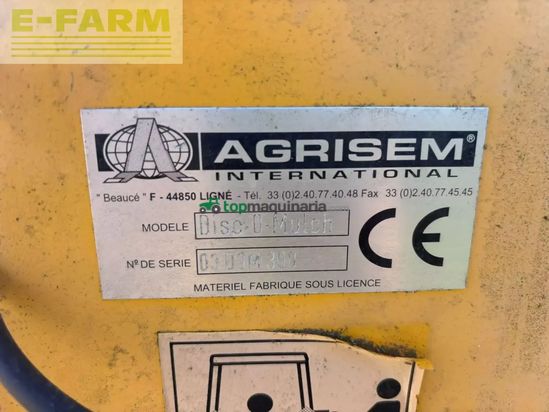 E-FARM
AGRISEM®
INTERNATIONAL
" Beaucé " F - 44850 LIGNÉ - Tél. 33 (0)2.40.77.40.48 Fax 33 (0)2.40.77.45.45
topmaquinaria
MODELE Disc-O-Mulch
Nº DE SERIE
CE
MATERIEL FABRIQUE SOUS LICENCE